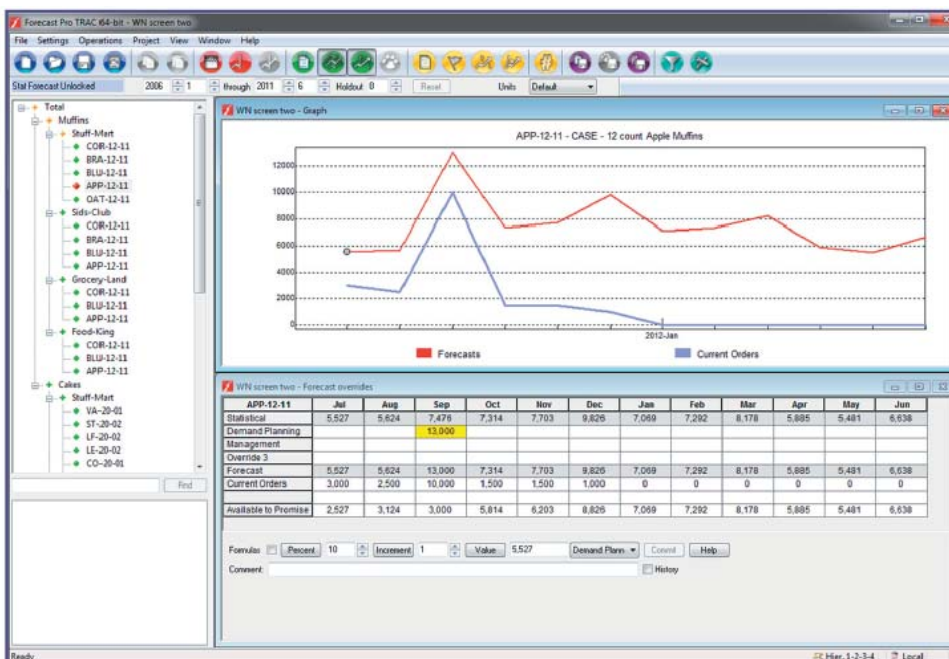 Forecast Pro TRAC i64-bit - WN screen two
File Settings Operations Project View Window Help
Stat Forecast Unlocked 2006 1 through 2011 6 Holdout 0 Reset Units Default
Total
Muffins
Stuff-Mart
COR-12-11
BRA-12-11
BLU-12-11
APP-12-11
OAT-12-11
Sids-Club
COR-12-11
BRA-12-11
BLU-12-11
APP-12-11
Grocery-Land
COR-12-11
BLU-12-11
APP-12-11
Food-King
COR-12-11
BLU-12-11
APP-12-11
Cakes
Stuff-Mart
VA-20-01
ST-20-02
LF-20-02
LE-20-02
CO-20-01
Find
WN screen two - Graph
APP-12-11 - CASE - 12 count Apple Muffins
12000
10000
8000
6000
4000
2000
0
2012-Jan
Forecasts Current Orders
WN screen two - Forecast overrides
APP-12-11 Jul Aug Sep Oct Nov Dec Jan Feb Mar Apr May Jun
Statistical 5,527 5,624 7,476 7,314 7,703 9,826 7,069 7,292 8,178 5,885 5,481 6,638
Demand Planning 13,000
Management
Override 3
Forecast 5,527 5,624 13,000 7,314 7,703 9,826 7,069 7,292 8,178 5,885 5,481 6,638
Current Orders 3,000 2,500 10,000 1,500 1,500 1,000 0 0 0 0 0 0
Available to Promise 2,527 3,124 3,000 5,814 6,203 8,826 7,069 7,292 8,178 5,885 5,481 6,638
Formulas Percent 10 Increment 1 Value 5,527 Demand Plann Commit Help
Comment: History
Ready Hier. 1-2-3-4 Local